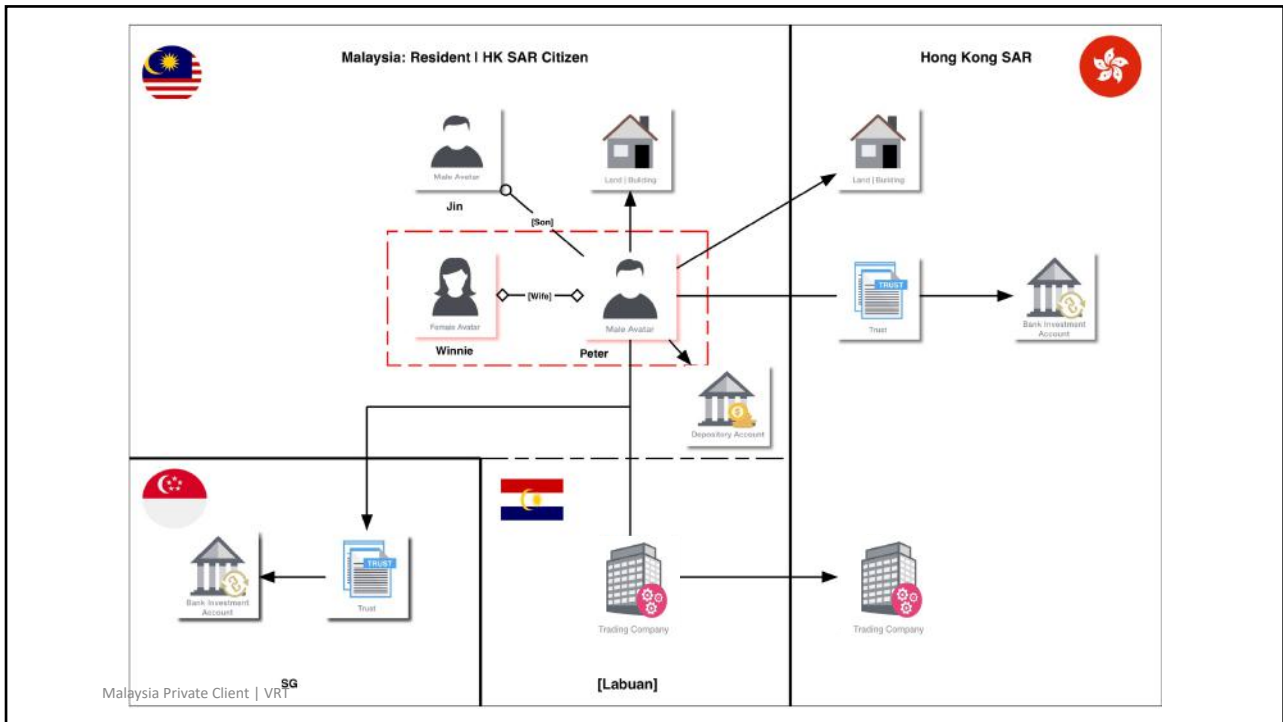 Malaysia: Resident | HK SAR Citizen
Hong Kong SAR
Male Avatar
Jin
Land | Building
Land | Building
[Son]
Female Avatar
Winnie
[Wife]
Male Avatar
Peter
TRUST
Trust
Bank Investment
Account
Depository Account
Bank Investment
Account
TRUST
Trust
Trading Company
Trading Company
SG
[Labuan]
Malaysia Private Client | VRT